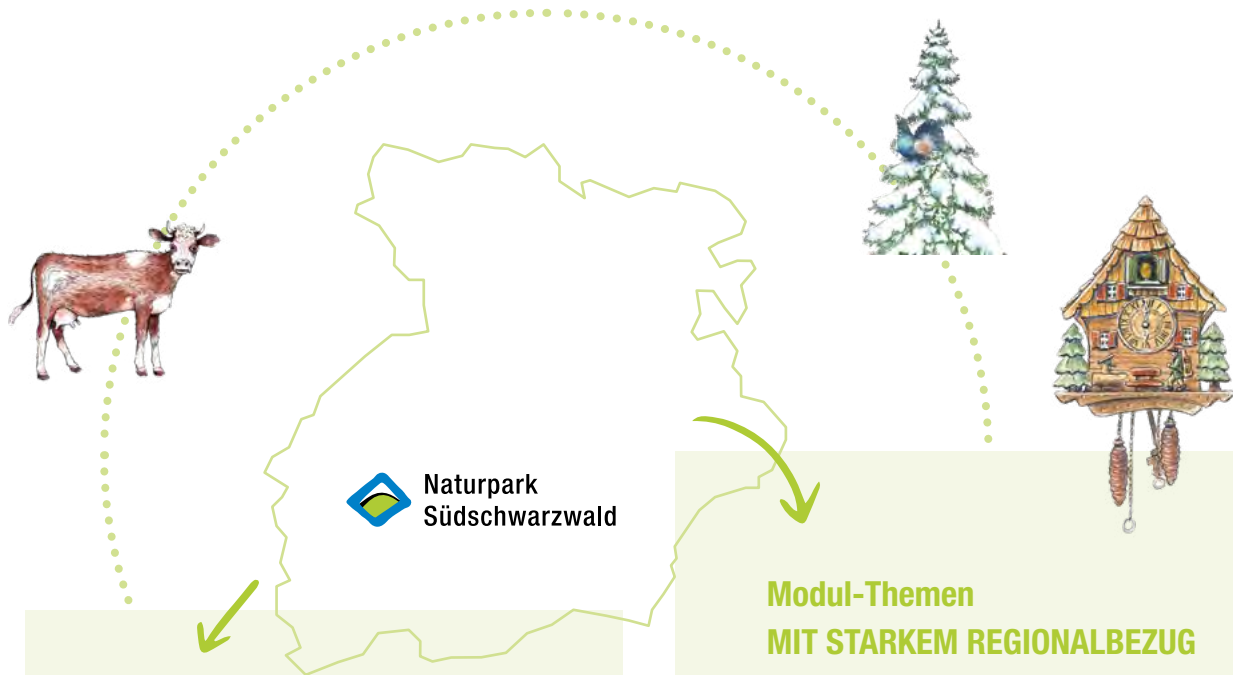 Naturpark
Südschwarzwald
Modul-Themen
MIT STARKEM REGIONALBEZUG